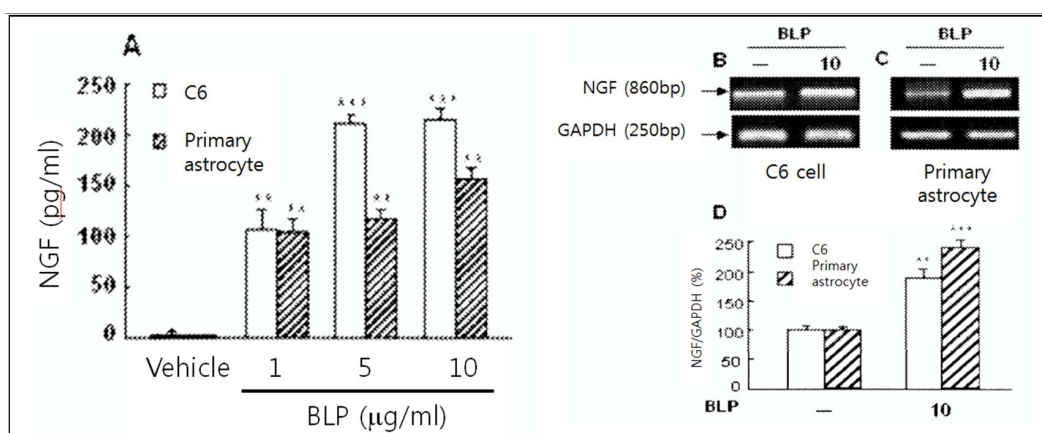 A
250
200
150
100
50
0
NGF (pg/ml)
C6
Primary
astrocyte
***
***
**
**
**
**
Vehicle
1
5
10
BLP (μg/ml)
BLP
B
—
10
NGF (860bp)
GAPDH (250bp)
C6 cell
BLP
C
—
10
Primary
astrocyte
D
250
200
150
100
50
0
NGF/GAPDH (%)
C6
Primary
astrocyte
**
***
BLP
—
10